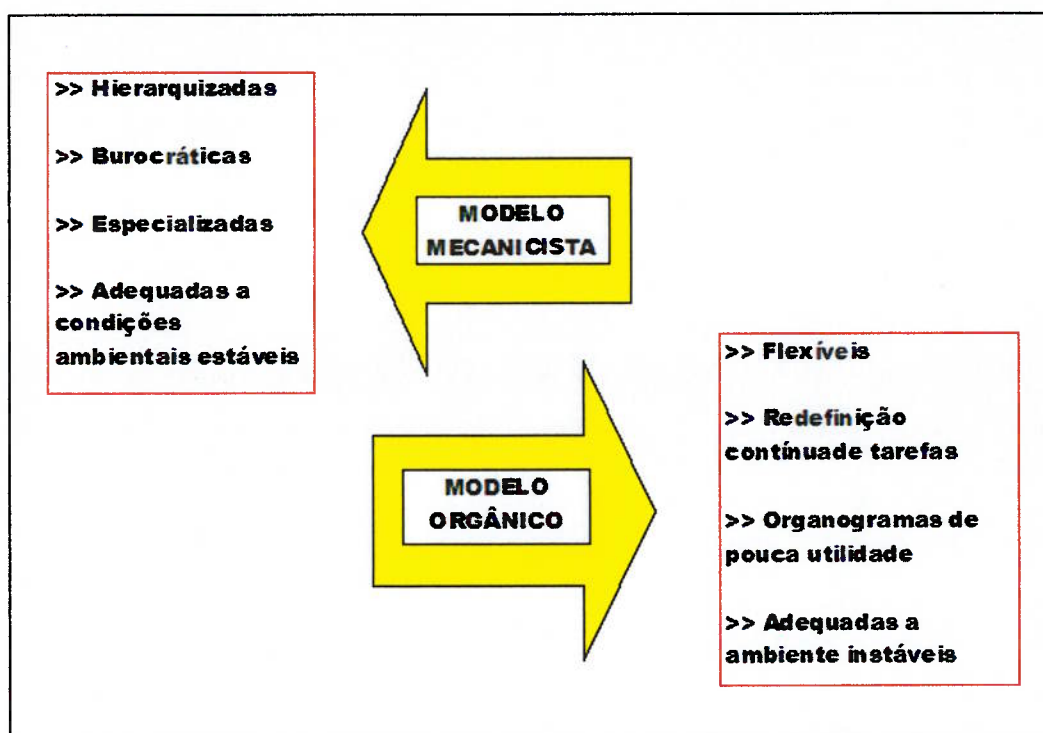 >> Hierarquizadas
>> Burocráticas
>> Especializadas
>> Adequadas a
condições
ambientais estáveis
MODELO
MECANICISTA
MODELO
ORGÂNICO
>> Flexíveis
>> Redefinição
contínuade tarefas
>> Organogramas de
pouca utilidade
>> Adequadas a
ambiente instáveis